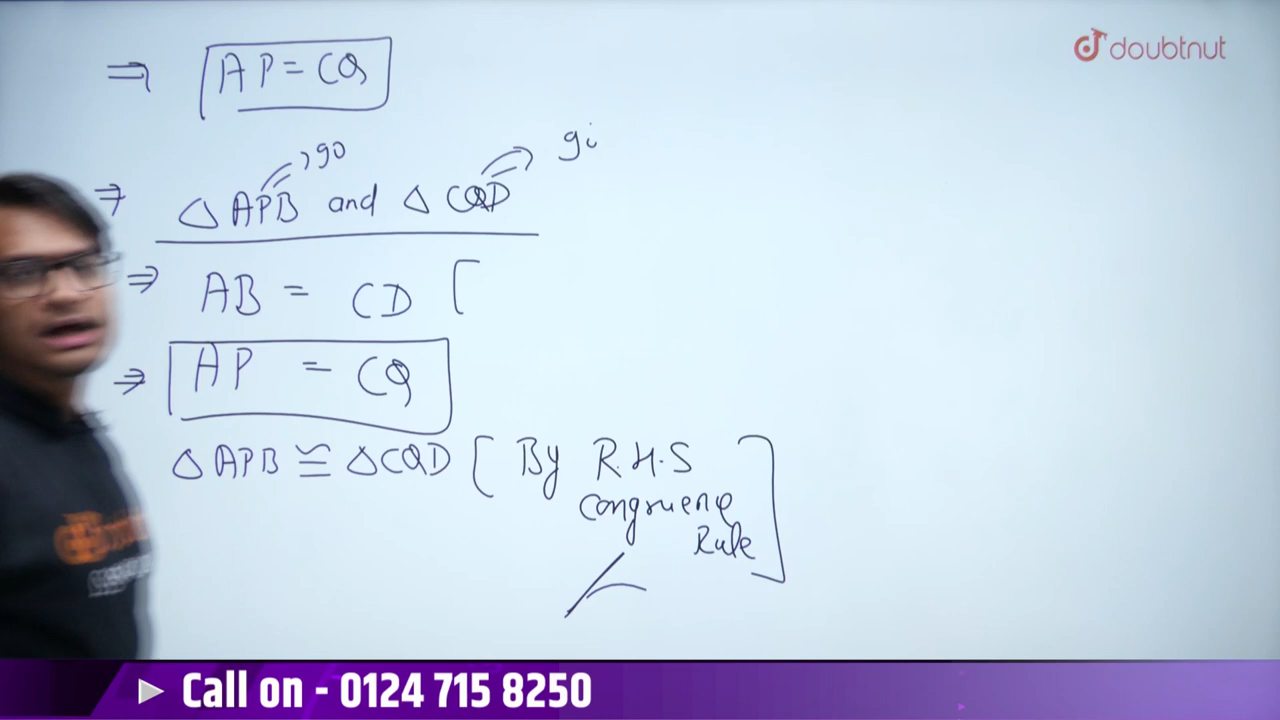 doubtnut
⇒ AP = CQ
90
90
⇒ △ APB and △ CQD
⇒ AB = CD [
⇒ AP = CQ
△ APB ≅ △CQD [ By R.H.S
congruence
Rule ]
Call on - 0124 715 8250